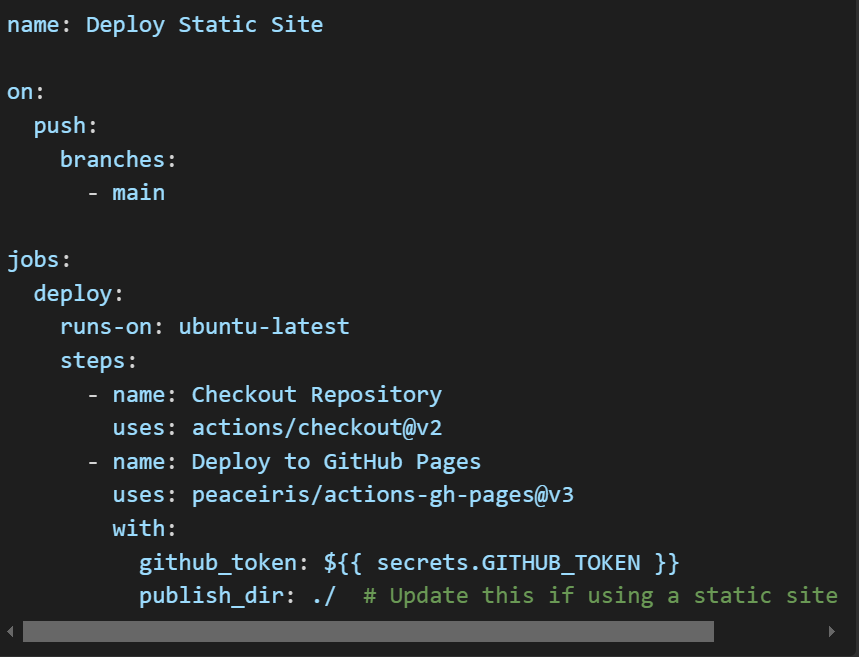 name: Deploy Static Site
on:
push:
branches:
- main
jobs:
deploy:
runs-on: ubuntu-latest
steps:
- name: Checkout Repository
uses: actions/checkout@v2
- name: Deploy to GitHub Pages
uses: peaceiris/actions-gh-pages@v3
with:
github_token: ${{ secrets.GITHUB_TOKEN }}
publish_dir: ./  # Update this if using a static site